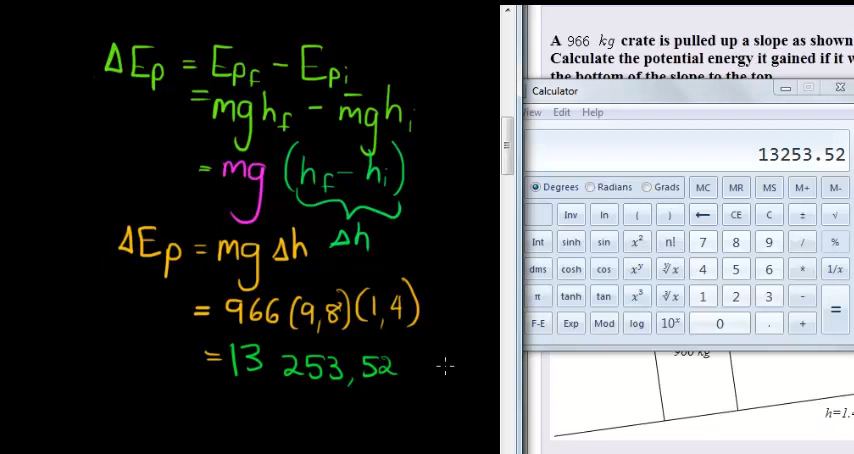 ΔEp = Epf - Epi
= mghf - mghi
= mg (hf - hi)
Δh
ΔEp = mg Δh
= 966 (9,8)(1,4)
= 13 253,52
A 966 kg crate is pulled up a slope as shown
Calculate the potential energy it gained if it
the bottom of the slope to the top
Calculator
View Edit Help
13253.52
Degrees Radians Grads MC MR MS M+ M-
Inv ln ( ) ← CE C ± √
Int sinh sin x² n! 7 8 9 / %
dms cosh cos xʸ ʸ√x 4 5 6 * 1/x
π tanh tan x³ ³√x 1 2 3 - =
F-E Exp Mod log 10ˣ 0 . +
kg
h=1.4